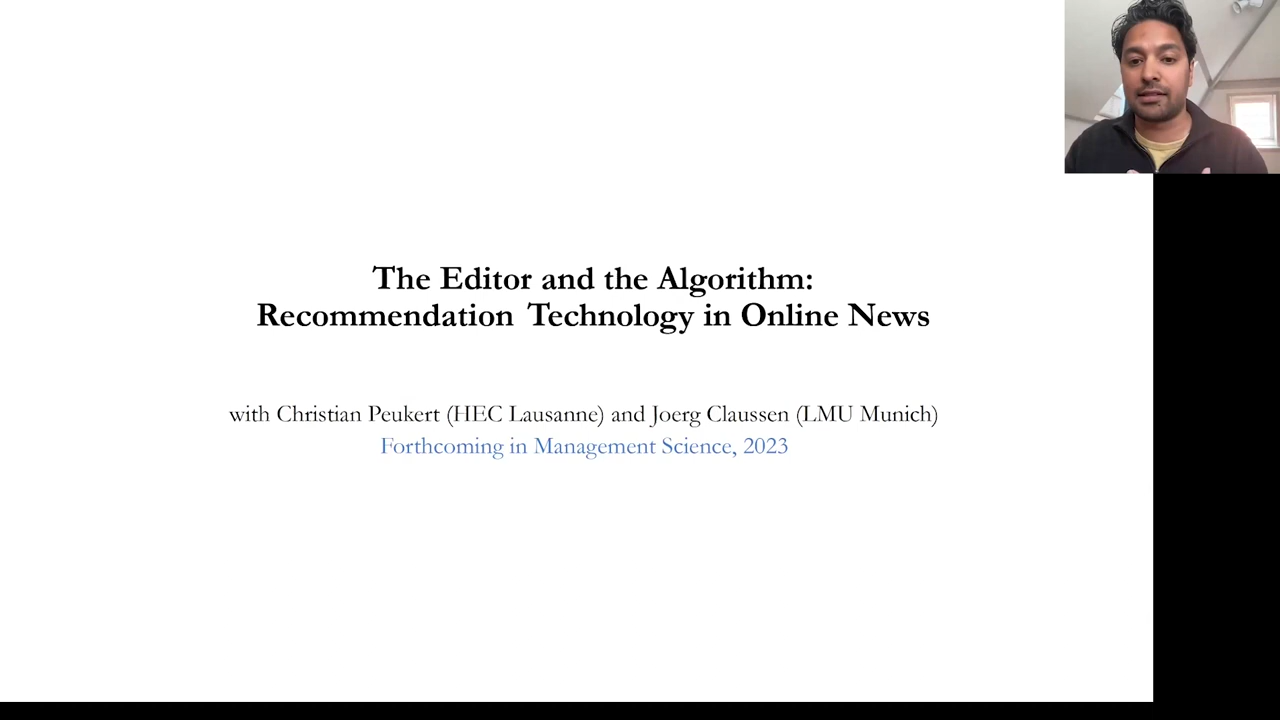 The Editor and the Algorithm:
Recommendation Technology in Online News
with Christian Peukert (HEC Lausanne) and Joerg Claussen (LMU Munich)
Forthcoming in Management Science, 2023